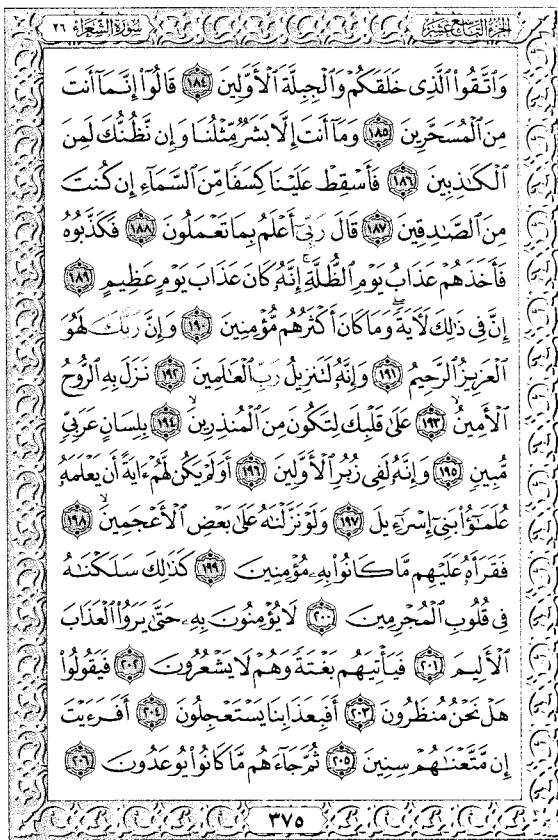 الجزء التاسع عشر
سورة الشعراء ٢٦
وَٱتَّقُوا۟ ٱلَّذِى خَلَقَكُمْ وَٱلْجِبِلَّةَ ٱلْأَوَّلِينَ ١٨٤ قَالُوٓا۟ إِنَّمَآ أَنتَ
مِنَ ٱلْمُسَحَّرِينَ ١٨٥ وَمَآ أَنتَ إِلَّا بَشَرٌ مِّثْلُنَا وَإِن نَّظُنُّكَ لَمِنَ
ٱلْكَـٰذِبِينَ ١٨٦ فَأَسْقِطْ عَلَيْنَا كِسَفًا مِّنَ ٱلسَّمَآءِ إِن كُنتَ
مِنَ ٱلصَّـٰدِقِينَ ١٨٧ قَالَ رَبِّىٓ أَعْلَمُ بِمَا تَعْمَلُونَ ١٨٨ فَكَذَّبُوهُ
فَأَخَذَهُمْ عَذَابُ يَوْمِ ٱلظُّلَّةِ ۚ إِنَّهُۥ كَانَ عَذَابَ يَوْمٍ عَظِيمٍ ١٨٩
إِنَّ فِى ذَٰلِكَ لَـَٔايَةً ۖ وَمَا كَانَ أَكْثَرُهُم مُّؤْمِنِينَ ١٩٠ وَإِنَّ رَبَّكَ لَهُوَ
ٱلْعَزِيزُ ٱلرَّحِيمُ ١٩١ وَإِنَّهُۥ لَتَنزِيلُ رَبِّ ٱلْعَـٰلَمِينَ ١٩٢ نَزَلَ بِهِ ٱلرُّوحُ
ٱلْأَمِينُ ١٩٣ عَلَىٰ قَلْبِكَ لِتَكُونَ مِنَ ٱلْمُنذِرِينَ ١٩٤ بِلِسَانٍ عَرَبِىٍّ
مُّبِينٍ ١٩٥ وَإِنَّهُۥ لَفِى زُبُرِ ٱلْأَوَّلِينَ ١٩٦ أَوَلَمْ يَكُن لَّهُمْ ءَايَةً أَن يَعْلَمَهُۥ
عُلَمَـٰٓؤُا۟ بَنِىٓ إِسْرَٰٓءِيلَ ١٩٧ وَلَوْ نَزَّلْنَـٰهُ عَلَىٰ بَعْضِ ٱلْأَعْجَمِينَ ١٩٨
فَقَرَأَهُۥ عَلَيْهِم مَّا كَانُوا۟ بِهِۦ مُؤْمِنِينَ ١٩٩ كَذَٰلِكَ سَلَكْنَـٰهُ
فِى قُلُوبِ ٱلْمُجْرِمِينَ ٢٠٠ لَا يُؤْمِنُونَ بِهِۦ حَتَّىٰ يَرَوُا۟ ٱلْعَذَابَ
ٱلْأَلِيمَ ٢٠١ فَيَأْتِيَهُم بَغْتَةً وَهُمْ لَا يَشْعُرُونَ ٢٠٢ فَيَقُولُوا۟
هَلْ نَحْنُ مُنظَرُونَ ٢٠٣ أَفَبِعَذَابِنَا يَسْتَعْجِلُونَ ٢٠٤ أَفَرَءَيْتَ
إِن مَّتَّعْنَـٰهُمْ سِنِينَ ٢٠٥ ثُمَّ جَآءَهُم مَّا كَانُوا۟ يُوعَدُونَ ٢٠٦
٣٧٥